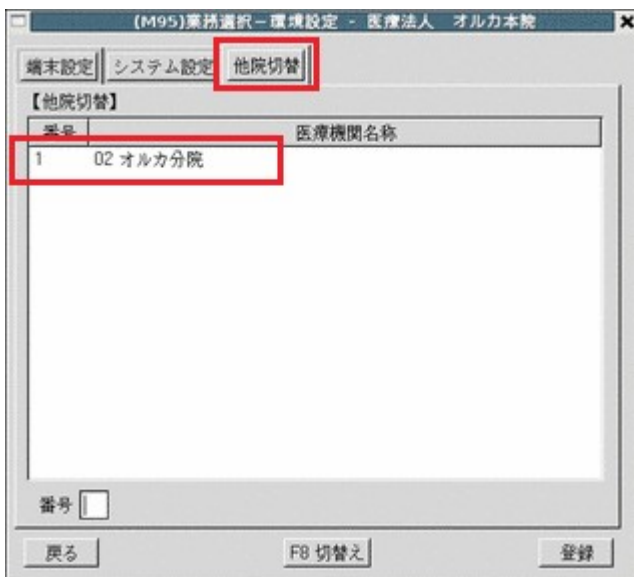 (M95)業務選択－環境設定 - 医療法人 オルカ本院
端末設定 システム設定 他院切替
【他院切替】
番号 医療機関名称
1 02 オルカ分院
番号
戻る F8 切替え 登録